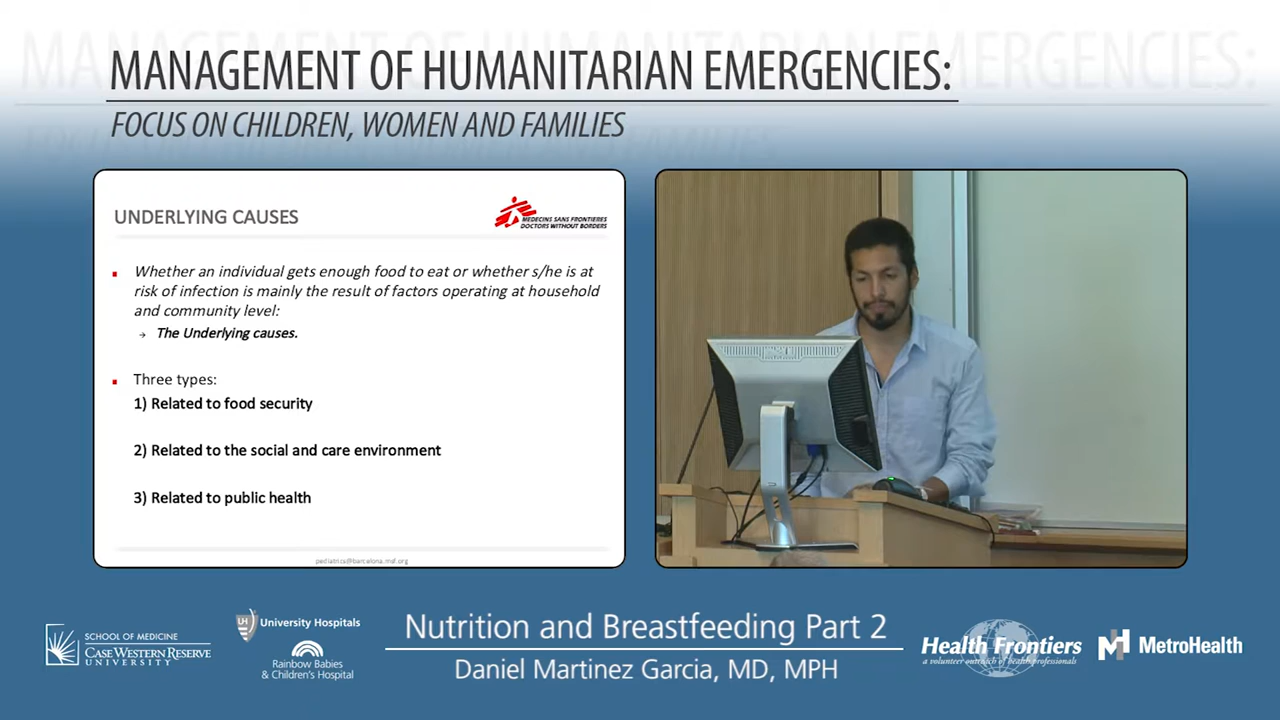 MANAGEMENT OF HUMANITARIAN EMERGENCIES:
FOCUS ON CHILDREN, WOMEN AND FAMILIES
UNDERLYING CAUSES
MEDECINS SANS FRONTIERES
DOCTORS WITHOUT BORDERS
Whether an individual gets enough food to eat or whether s/he is at
risk of infection is mainly the result of factors operating at household
and community level:
The Underlying causes.
Three types:
1) Related to food security
2) Related to the social and care environment
3) Related to public health
pediatrics@barcelona.msf.org
SCHOOL OF MEDICINE
CASE WESTERN RESERVE
UNIVERSITY
UH University Hospitals
Rainbow Babies
& Children's Hospital
Nutrition and Breastfeeding Part 2
Daniel Martinez Garcia, MD, MPH
Health Frontiers
a volunteer outreach of health professionals
MetroHealth